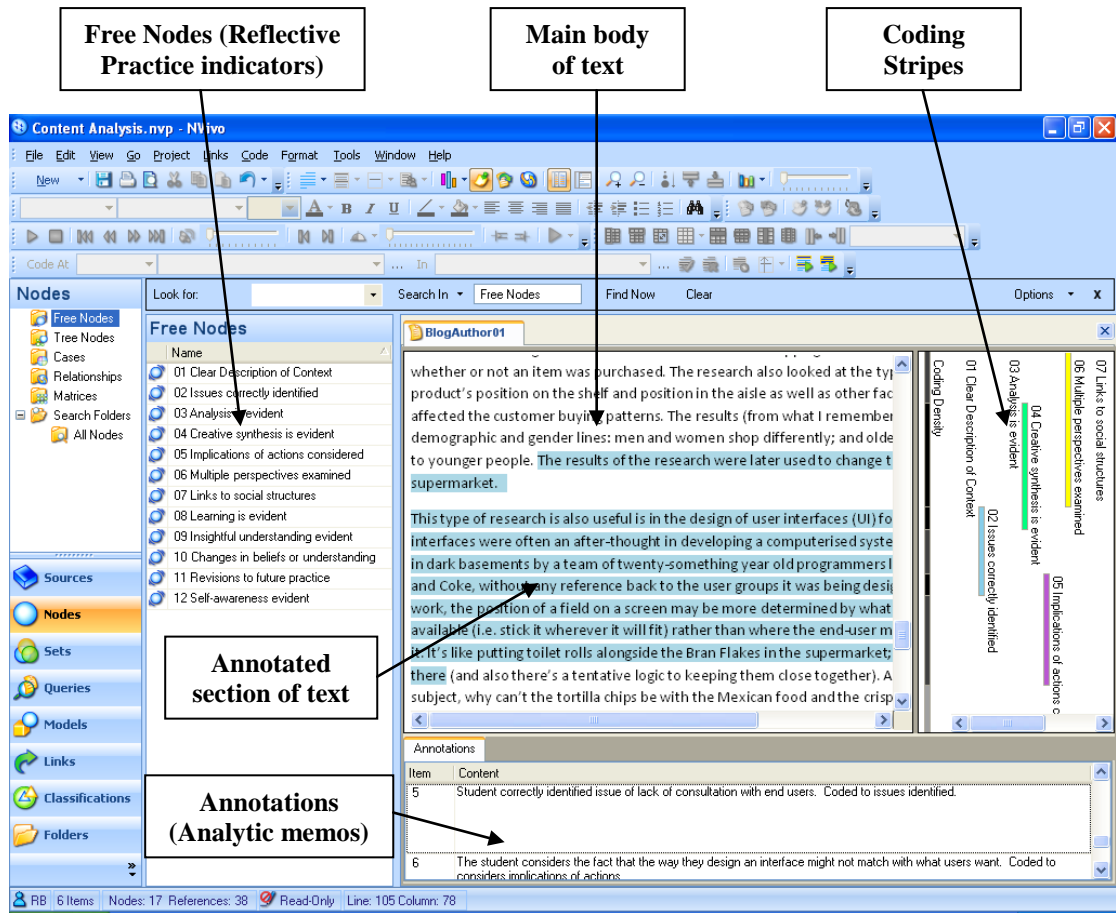 Free Nodes (Reflective
Practice indicators)
Main body
of text
Coding
Stripes
Content Analysis.nvp - NVivo
File Edit View Go Project Links Code Format Tools Window Help
New
A B I U
Code At In
Nodes
Look for: Search In Free Nodes Find Now Clear Options x
Free Nodes
Tree Nodes
Cases
Relationships
Matrices
Search Folders
All Nodes
Free Nodes
Name
01 Clear Description of Context
02 Issues correctly identified
03 Analysis evident
04 Creative synthesis is evident
05 Implications of actions considered
06 Multiple perspectives examined
07 Links to social structures
08 Learning is evident
09 Insightful understanding evident
10 Changes in beliefs or understanding
11 Revisions to future practice
12 Self-awareness evident
BlogAuthor01
whether or not an item was purchased. The research also looked at the typ
product's position on the shelf and position in the aisle as well as other fac
affected the customer buying patterns. The results (from what I remember
demographic and gender lines: men and women shop differently; and olde
to younger people. The results of the research were later used to change t
supermarket.
This type of research is also useful is in the design of user interfaces (UI) fo
interfaces were often an after-thought in developing a computerised syste
in dark basements by a team of twenty-something year old programmers l
and Coke, without any reference back to the user groups it was being desig
work, the position of a field on a screen may be more determined by what
available (i.e. stick it wherever it will fit) rather than where the end-user m
it. It's like putting toilet rolls alongside the Bran Flakes in the supermarket;
there (and also there's a tentative logic to keeping them close together). A
subject, why can't the tortilla chips be with the Mexican food and the crisp
07 Links to social structures
06 Multiple perspectives examined
05 Implications of actions c
04 Creative synthesis is evident
03 Analysis is evident
02 Issues correctly identified
01 Clear Description of Context
Coding Density
Sources
Nodes
Sets
Queries
Models
Links
Classifications
Folders
Annotated
section of text
Annotations
(Analytic memos)
Annotations
Item Content
5 Student correctly identified issue of lack of consultation with end users. Coded to issues identified.
6 The student considers the fact that the way they design an interface might not match with what users want. Coded to
considers implications of actions
RB 6 Items Nodes: 17 References: 38 Read-Only Line: 105 Column: 78